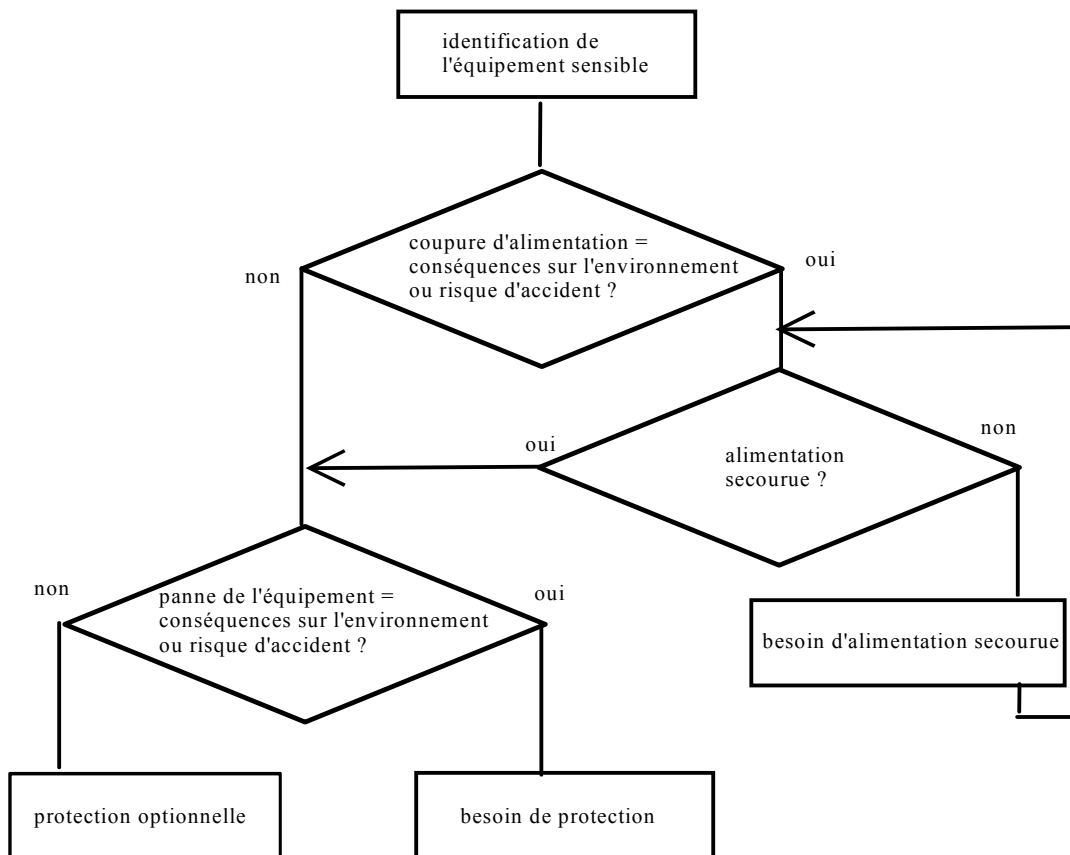 identification de
l'équipement sensible
coupure d'alimentation =
conséquences sur l'environnement
ou risque d'accident ?
non
oui
alimentation
secourue ?
oui
non
panne de l'équipement =
conséquences sur l'environnement
ou risque d'accident ?
non
oui
besoin d'alimentation secourue
protection optionnelle
besoin de protection